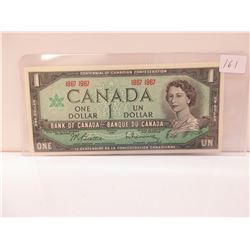 161
CENTENNIAL OF CANADIAN CONFEDERATION
1 1867 1967 1867 1967
CANADA
ONE DOLLAR 1 UN DOLLAR
BANK OF CANADA - BANQUE DU CANADA
ONE UN
LE CENTENAIRE DE LA CONFÉDÉRATION CANADIENNE